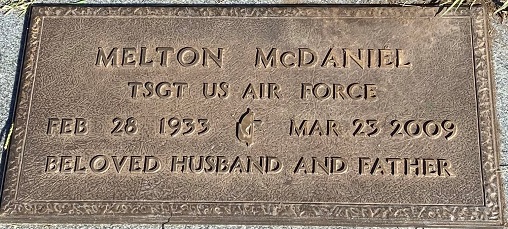 MELTON McDANIEL
TSGT US AIR FORCE
FEB 28 1933 MAR 23 2009
BELOVED HUSBAND AND FATHER